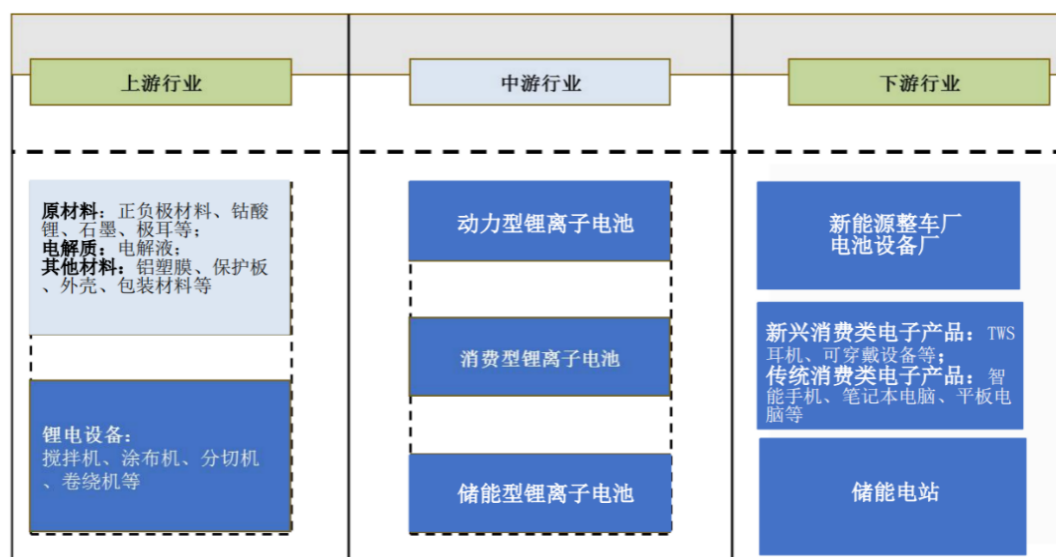 上游行业
中游行业
下游行业
原材料：正负极材料、钴酸
锂、石墨、极耳等；
电解质：电解液；
其他材料：铝塑膜、保护板
、外壳、包装材料等
锂电设备：
搅拌机、涂布机、分切机
、卷绕机等
动力型锂离子电池
消费型锂离子电池
储能型锂离子电池
新能源整车厂
电池设备厂
新兴消费类电子产品：TWS
耳机、可穿戴设备等；
传统消费类电子产品：智
能手机、笔记本电脑、平板电
脑等
储能电站